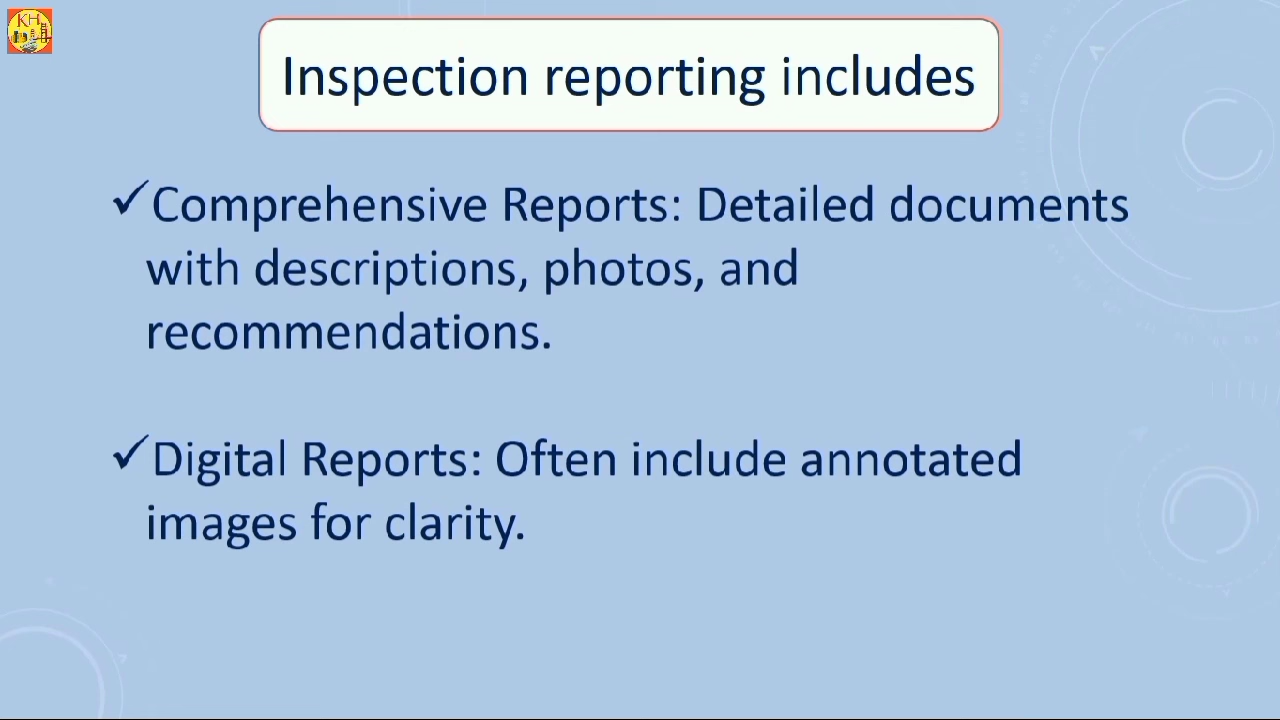 KH
Inspection reporting includes
✓Comprehensive Reports: Detailed documents
with descriptions, photos, and
recommendations.
✓Digital Reports: Often include annotated
images for clarity.